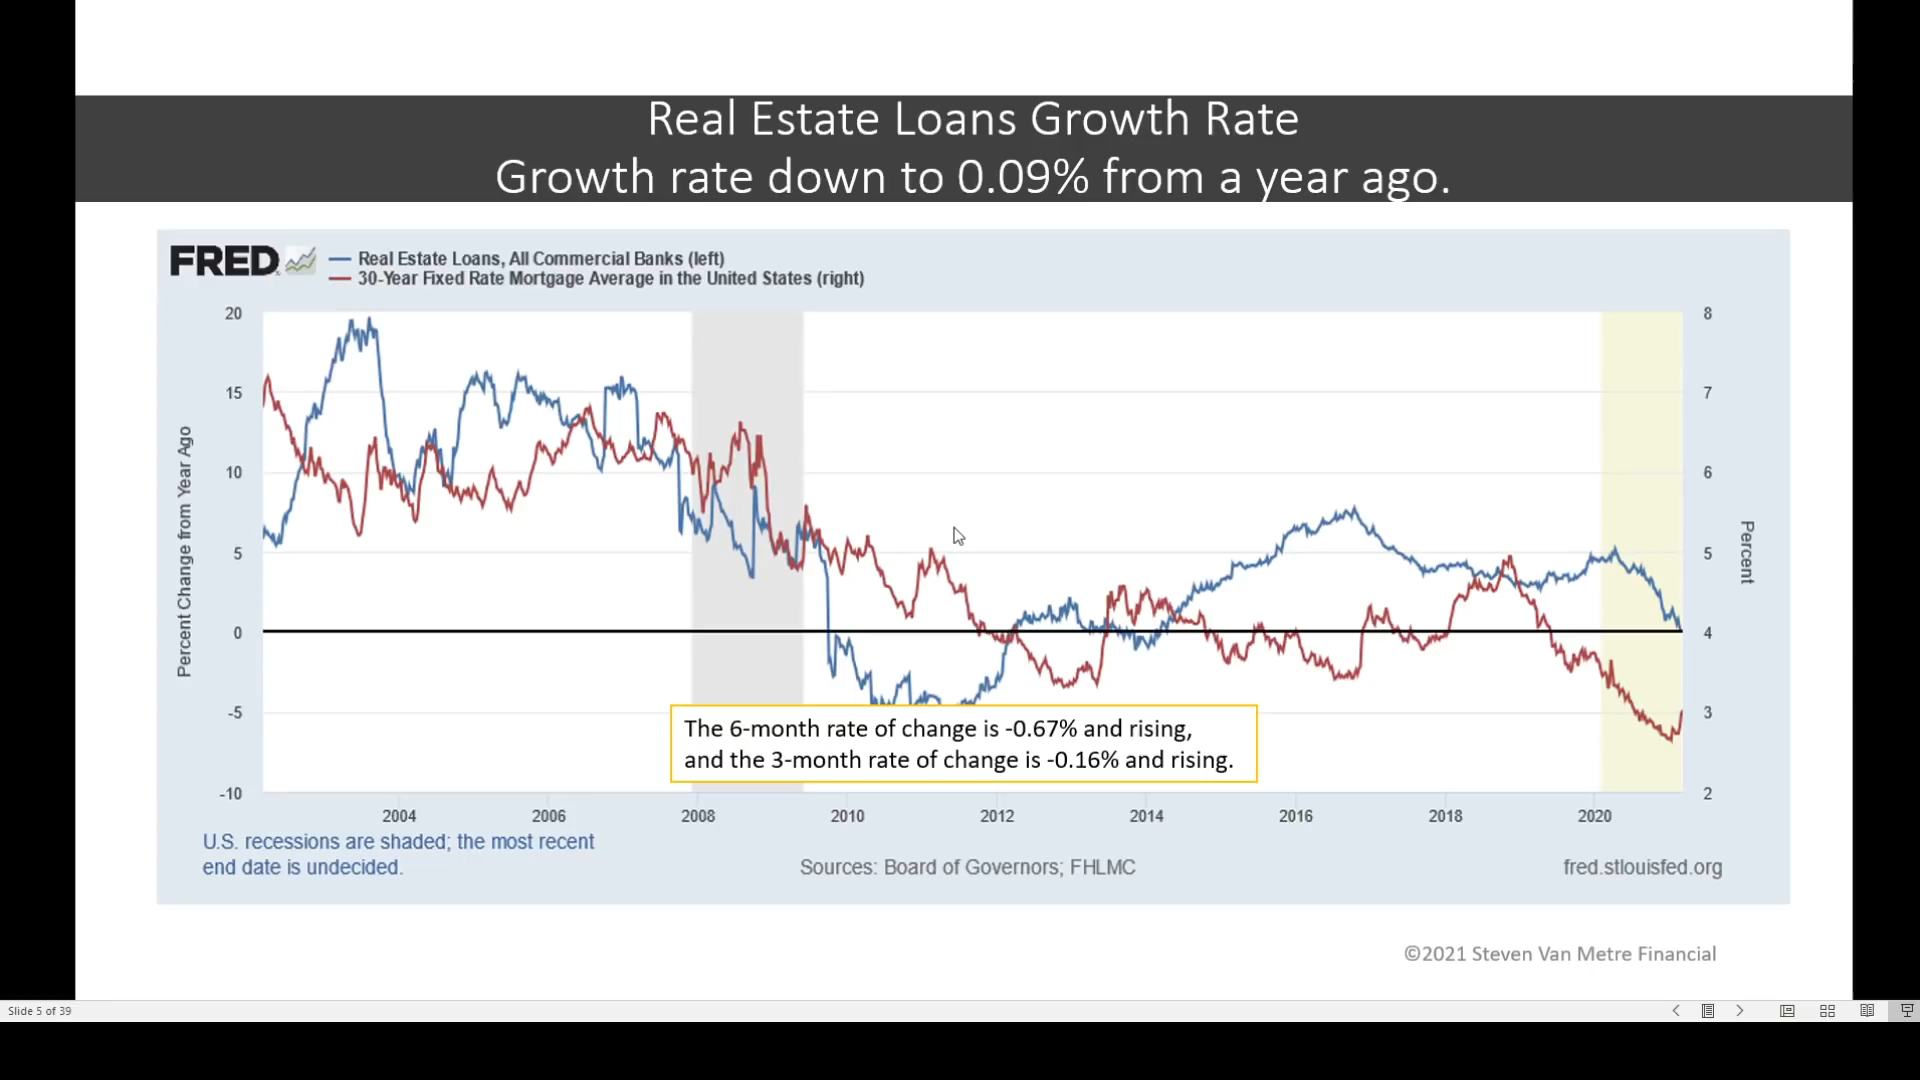 Real Estate Loans Growth Rate
Growth rate down to 0.09% from a year ago.
FRED
Real Estate Loans, All Commercial Banks (left)
30-Year Fixed Rate Mortgage Average in the United States (right)
20
15
10
5
0
-5
-10
Percent Change from Year Ago
8
7
6
5
4
3
2
Percent
The 6-month rate of change is -0.67% and rising,
and the 3-month rate of change is -0.16% and rising.
2004 2006 2008 2010 2012 2014 2016 2018 2020
U.S. recessions are shaded; the most recent
end date is undecided.
Sources: Board of Governors; FHLMC
fred.stlouisfed.org
©2021 Steven Van Metre Financial
Slide 5 of 39